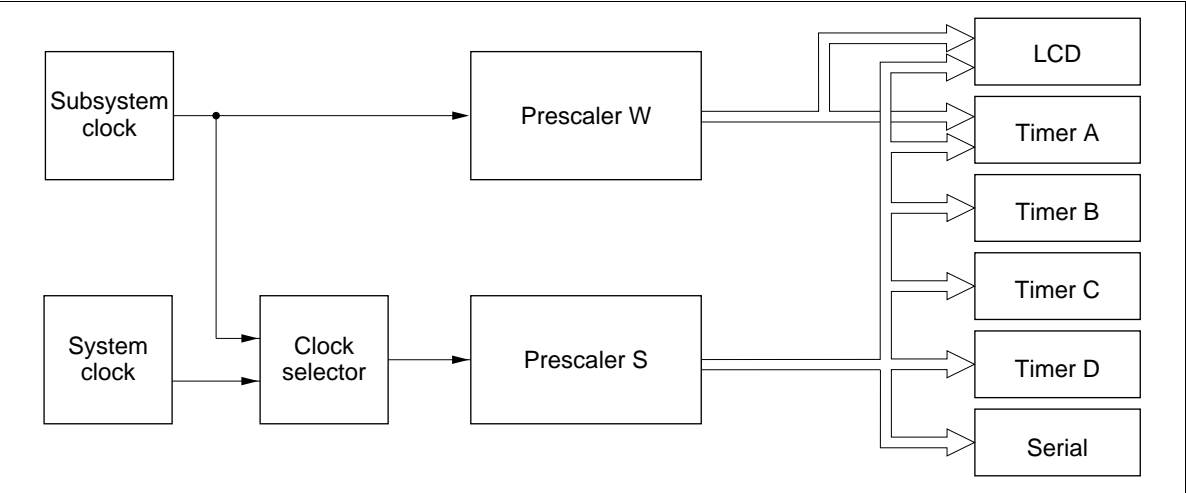 Subsystem
clock
Prescaler W
LCD
Timer A
Timer B
Timer C
System
clock
Clock
selector
Prescaler S
Timer D
Serial